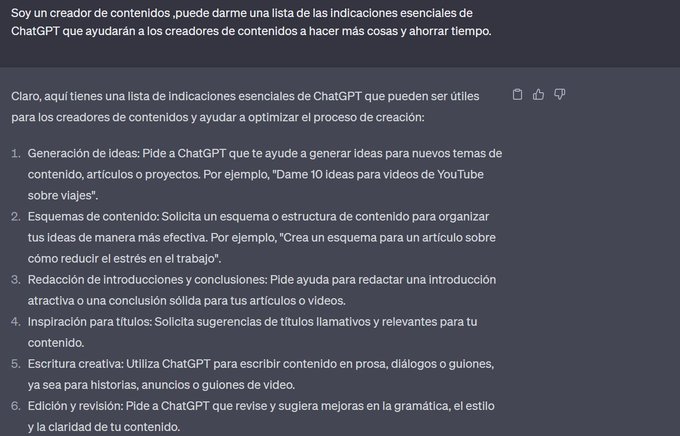 Soy un creador de contenidos ,puede darme una lista de las indicaciones esenciales de
ChatGPT que ayudarán a los creadores de contenidos a hacer más cosas y ahorrar tiempo.
Claro, aquí tienes una lista de indicaciones esenciales de ChatGPT que pueden ser útiles
para los creadores de contenidos y ayudar a optimizar el proceso de creación:
1. Generación de ideas: Pide a ChatGPT que te ayude a generar ideas para nuevos temas de
contenido, artículos o proyectos. Por ejemplo, "Dame 10 ideas para videos de YouTube
sobre viajes".
2. Esquemas de contenido: Solicita un esquema o estructura de contenido para organizar
tus ideas de manera más efectiva. Por ejemplo, "Crea un esquema para un artículo sobre
cómo reducir el estrés en el trabajo".
3. Redacción de introducciones y conclusiones: Pide ayuda para redactar una introducción
atractiva o una conclusión sólida para tus artículos o videos.
4. Inspiración para títulos: Solicita sugerencias de títulos llamativos y relevantes para tu
contenido.
5. Escritura creativa: Utiliza ChatGPT para escribir contenido en prosa, diálogos o guiones,
ya sea para historias, anuncios o guiones de video.
6. Edición y revisión: Pide a ChatGPT que revise y sugiera mejoras en la gramática, el estilo
y la claridad de tu contenido.